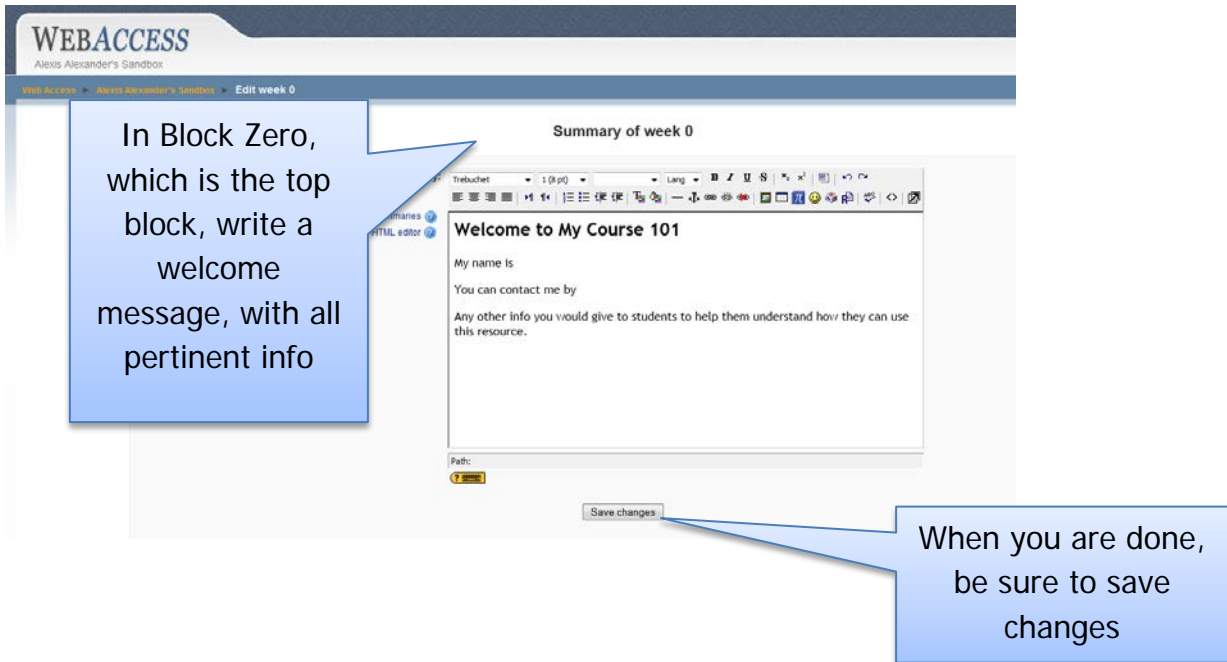 WEBACCESS
Alexis Alexander's Sandbox
Web Access ► Alexis Alexander's Sandbox ► Edit week 0
In Block Zero,
which is the top
block, write a
welcome
message, with all
pertinent info
Summary of week 0
Trebuchet 1 (8 pt) Lang B I U S
HTML editor
Welcome to My Course 101
My name is
You can contact me by
Any other info you would give to students to help them understand how they can use
this resource.
Path:
Save changes
When you are done,
be sure to save
changes